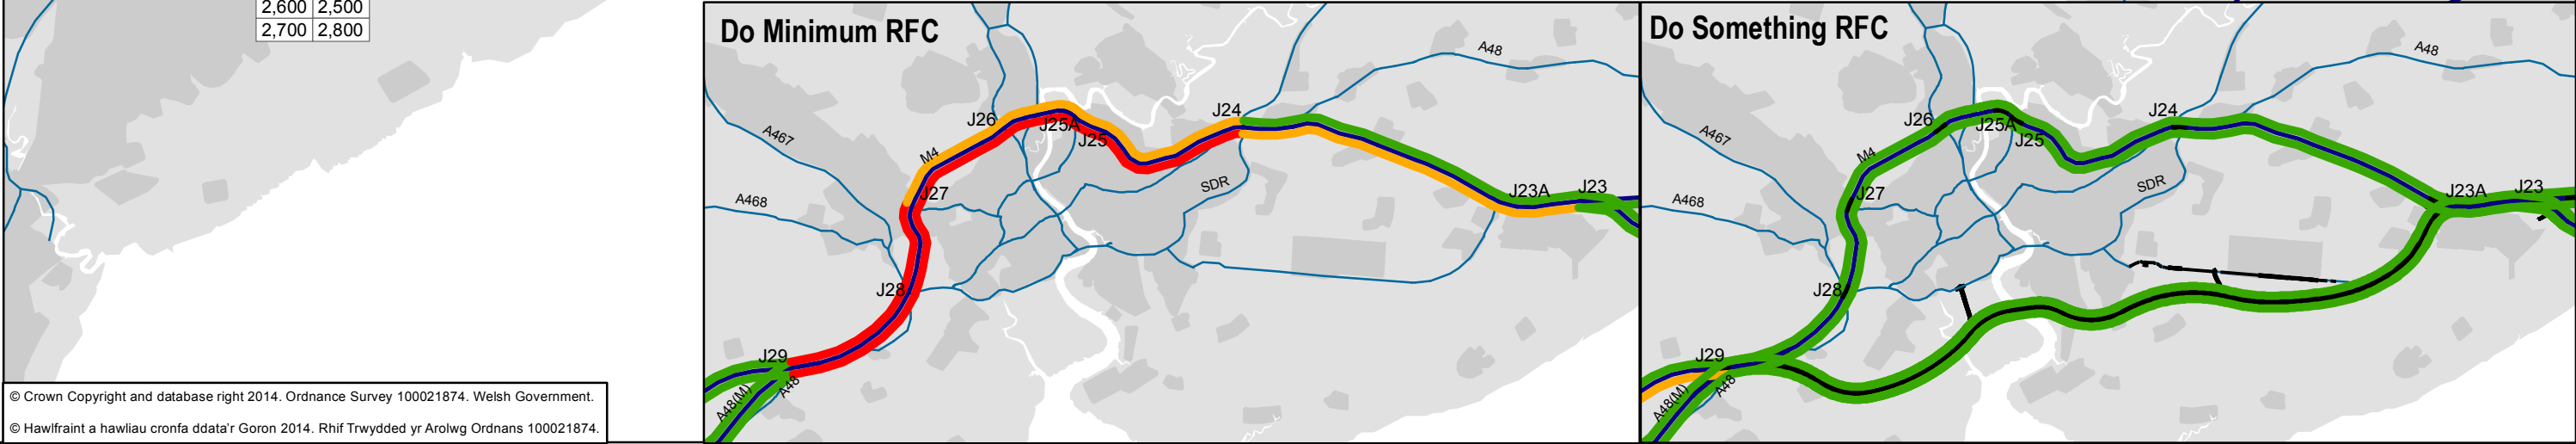 2,600 2,500
2,700 2,800
© Crown Copyright and database right 2014. Ordnance Survey 100021874. Welsh Government.
© Hawlfraint a hawliau cronfa ddata'r Goron 2014. Rhif Trwydded yr Arolwg Ordnans 100021874.
Do Minimum RFC
A48
J24
J26
J25A
A467
J25
M4
SDR
J27
J23A
J23
A468
J28
J29
A48(M)
A48
Do Something RFC
A48
J24
J26
J25A
A467
J25
M4
SDR
J27
J23A
J23
A468
J28
J29
A48(M)
A48